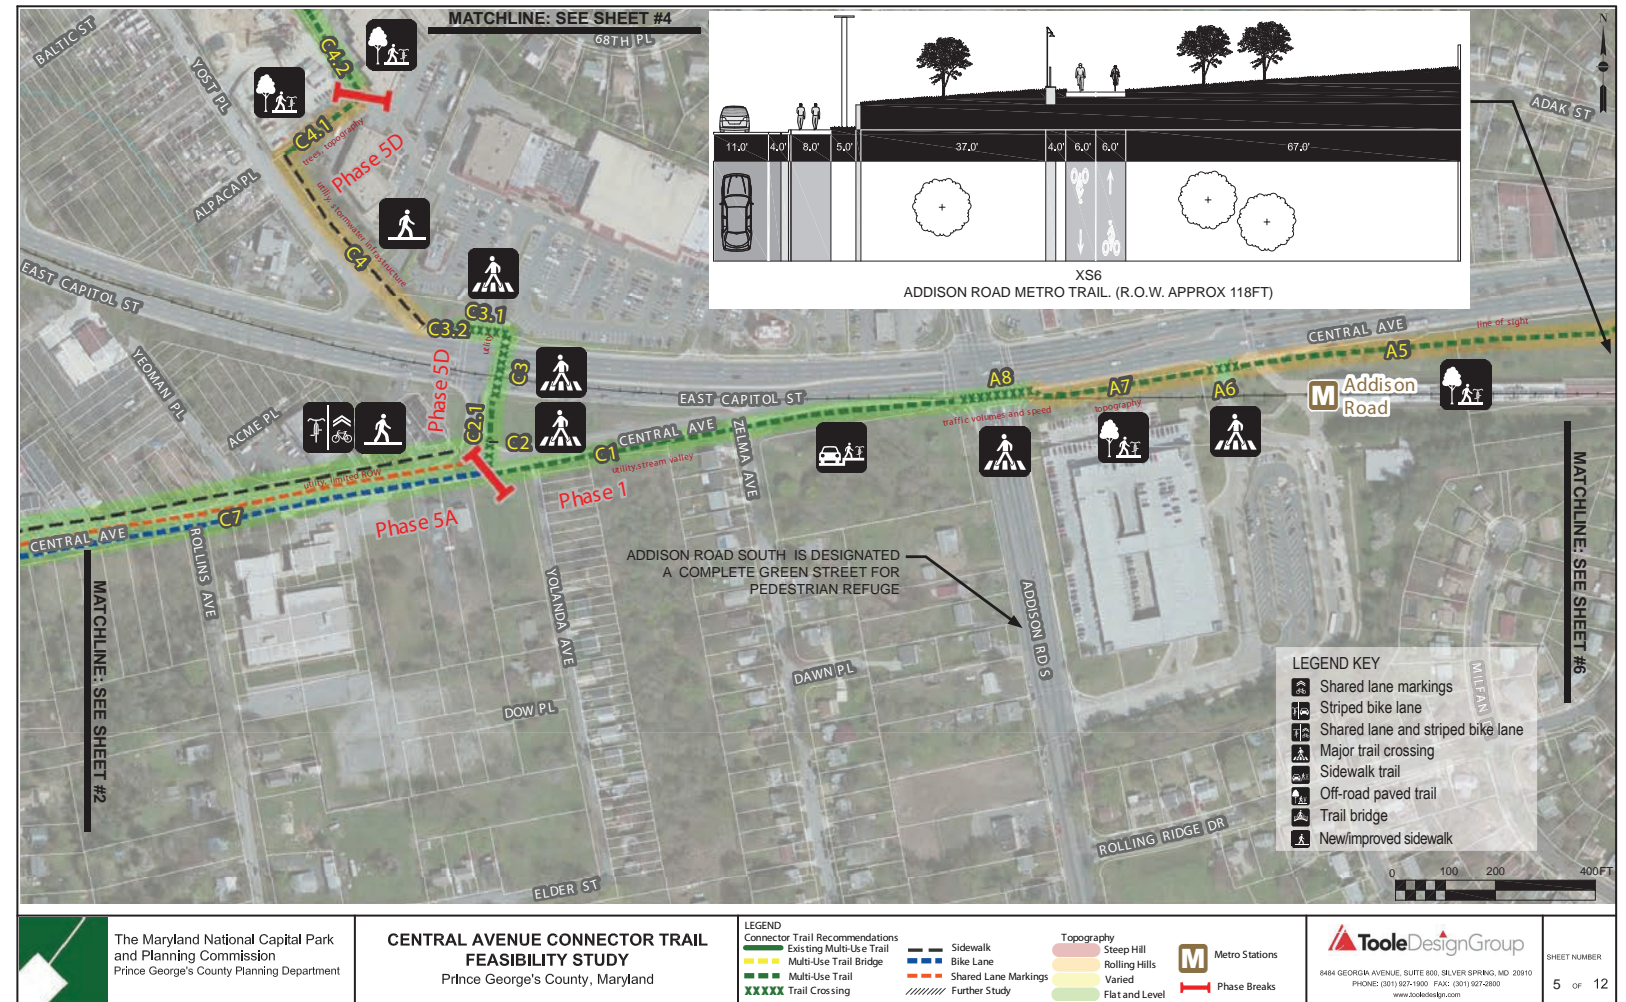 MATCHLINE: SEE SHEET #4
BALTIC ST
YOST PL
68TH PL
C4.2
C4.1
trees, topography
Phase 5D
ALPACA PL
utility, stormwater infrastructure
C4
EAST CAPITOL ST
C3.1
C3.2
utility
Phase 5D
C3
YEOMAN PL
ACME PL
C2.1
C2
utility, limited ROW
C7
CENTRAL AVE
ROLLINS AVE
Phase 5A
Phase 1
C1
utility,stream valley
CENTRAL AVE
EAST CAPITOL ST
ZELMA AVE
YOLANDA AVE
A8
traffic volumes and speed
A7
topography
A6
A5
CENTRAL AVE
line of sight
M
Addison
Road
ADAK ST
N
11.0'
4.0'
8.0'
5.0'
37.0'
4.0'
6.0'
6.0'
67.0'
XS6
ADDISON ROAD METRO TRAIL. (R.O.W. APPROX 118FT)
ADDISON ROAD SOUTH IS DESIGNATED
A COMPLETE GREEN STREET FOR
PEDESTRIAN REFUGE
ADDISON RD S
DAWN PL
DOW PL
ELDER ST
ROLLING RIDGE DR
MATCHLINE: SEE SHEET #2
MATCHLINE: SEE SHEET #6
LEGEND KEY
Shared lane markings
Striped bike lane
Shared lane and striped bike lane
Major trail crossing
Sidewalk trail
Off-road paved trail
Trail bridge
New/improved sidewalk
0 100 200 400FT
The Maryland National Capital Park
and Planning Commission
Prince George's County Planning Department
CENTRAL AVENUE CONNECTOR TRAIL
FEASIBILITY STUDY
Prince George's County, Maryland
LEGEND
Connector Trail Recommendations
Existing Multi-Use Trail
Multi-Use Trail Bridge
Multi-Use Trail
Trail Crossing
Sidewalk
Bike Lane
Shared Lane Markings
Further Study
Topography
Steep Hill
Rolling Hills
Varied
Flat and Level
M
Metro Stations
Phase Breaks
TooleDesignGroup
8484 GEORGIA AVENUE, SUITE 800, SILVER SPRING, MD 20910
PHONE: (301) 927-1900 FAX: (301) 927-2800
www.tooledesign.com
SHEET NUMBER
5 OF 12